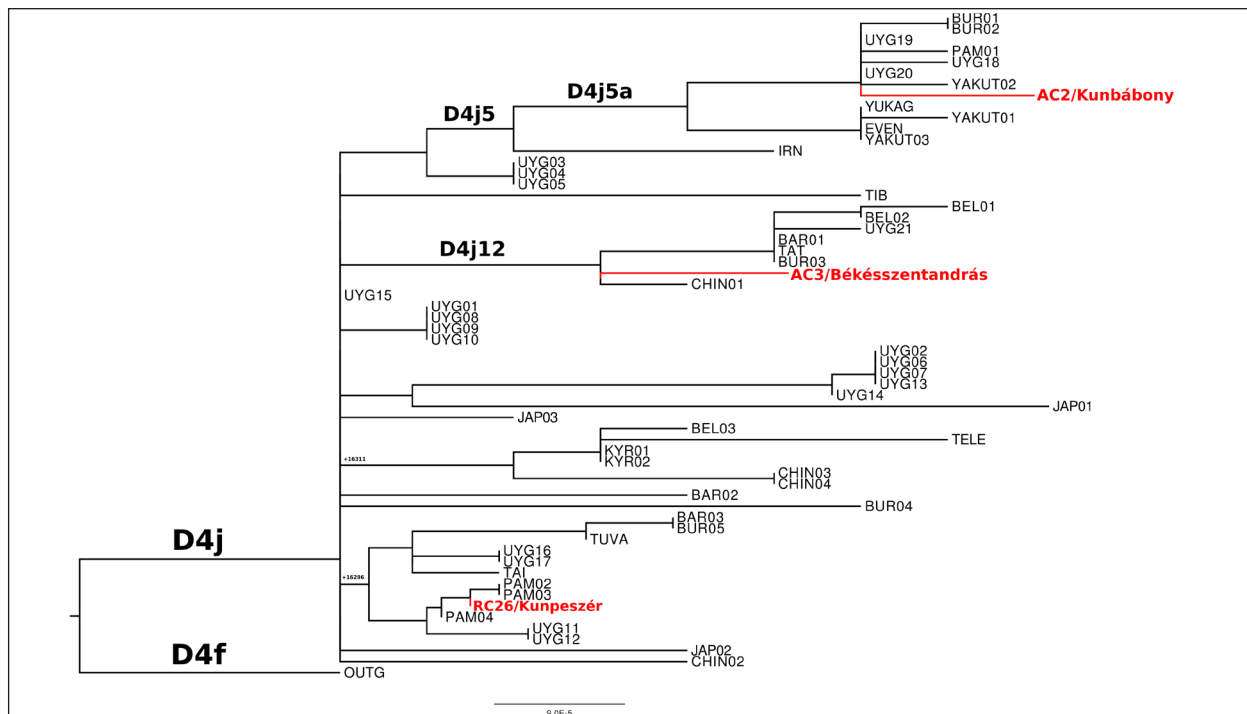 BUR01
BUR02
UYG19
PAM01
UYG18
UYG20
YAKUT02
D4j5a
AC2/Kunbábony
YUKAG
D4j5
YAKUT01
EVEN
YAKUT03
IRN
UYG03
UYG04
UYG05
TIB
BEL01
BEL02
UYG21
BAR01
D4j12
TAT
BUR03
AC3/Békésszentandrás
CHIN01
UYG15
UYG01
UYG08
UYG09
UYG10
UYG02
UYG06
UYG07
UYG13
UYG14
JAP01
JAP03
BEL03
TELE
KYR01
+16311
KYR02
CHIN03
CHIN04
BAR02
BUR04
BAR03
BUR05
D4j
TUVA
UYG16
UYG17
TAI
+16286
PAM02
PAM03
RC26/Kunpeszér
PAM04
UYG11
UYG12
JAP02
D4f
CHIN02
OUTG
9.0E-5